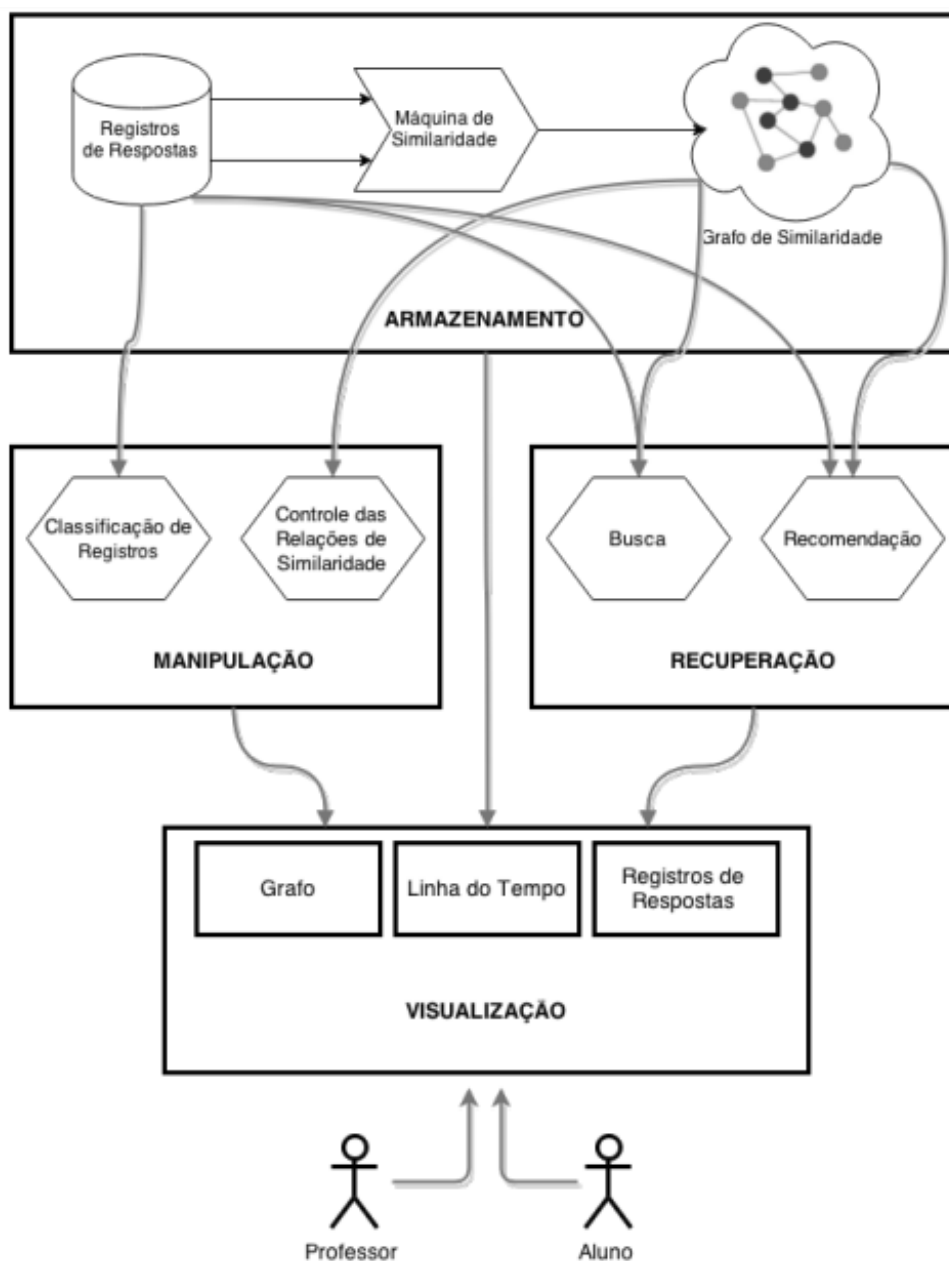 Registros
de Respostas
Máquina de
Similaridade
Grafo de Similaridade
ARMAZENAMENTO
Classificação de
Registros
Controle das
Relações de
Similaridade
MANIPULAÇÃO
Busca
Recomendação
RECUPERAÇÃO
Grafo
Linha do Tempo
Registros de
Respostas
VISUALIZAÇÃO
Professor
Aluno